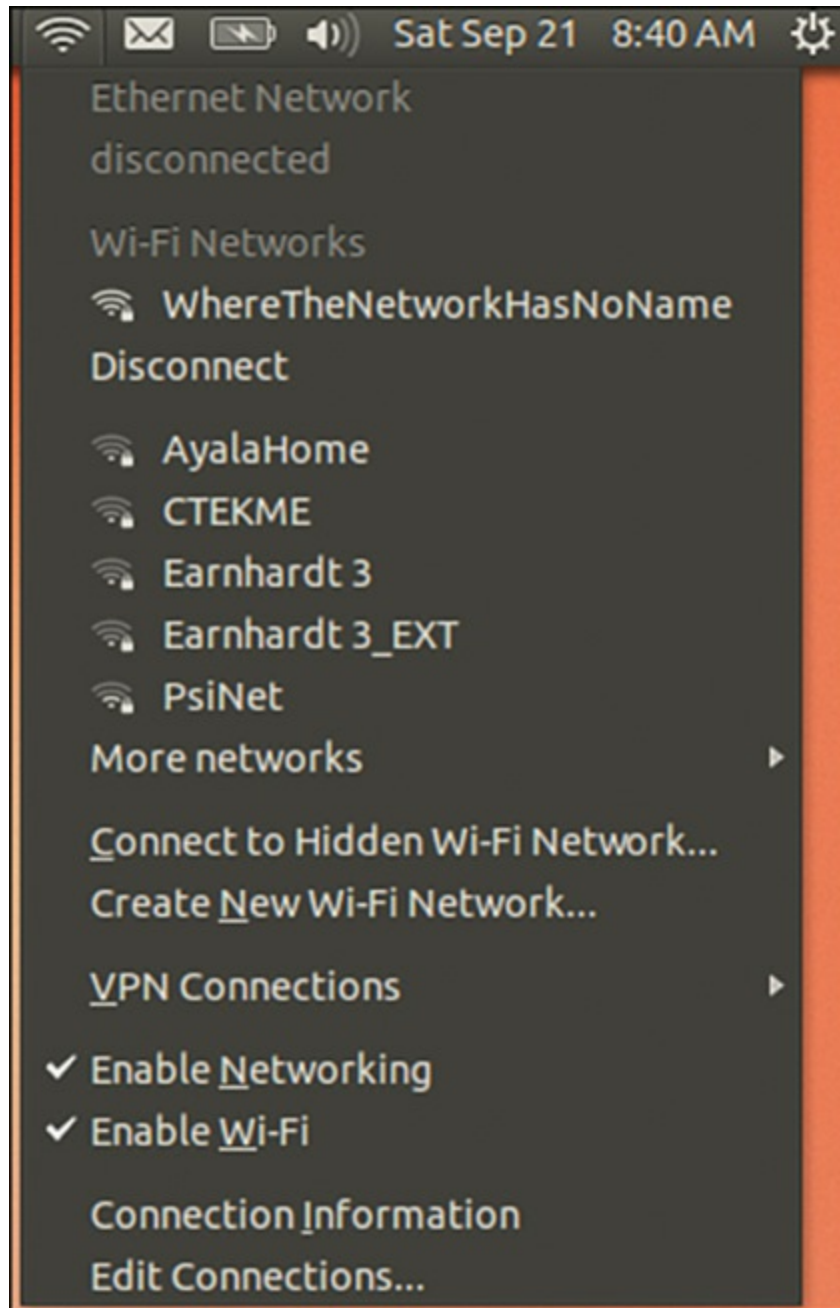 Sat Sep 21 8:40 AM
Ethernet Network
disconnected
Wi-Fi Networks
WhereTheNetworkHasNoName
Disconnect
AyalaHome
CTEKME
Earnhardt 3
Earnhardt 3_EXT
PsiNet
More networks
Connect to Hidden Wi-Fi Network...
Create New Wi-Fi Network...
VPN Connections
Enable Networking
Enable Wi-Fi
Connection Information
Edit Connections...